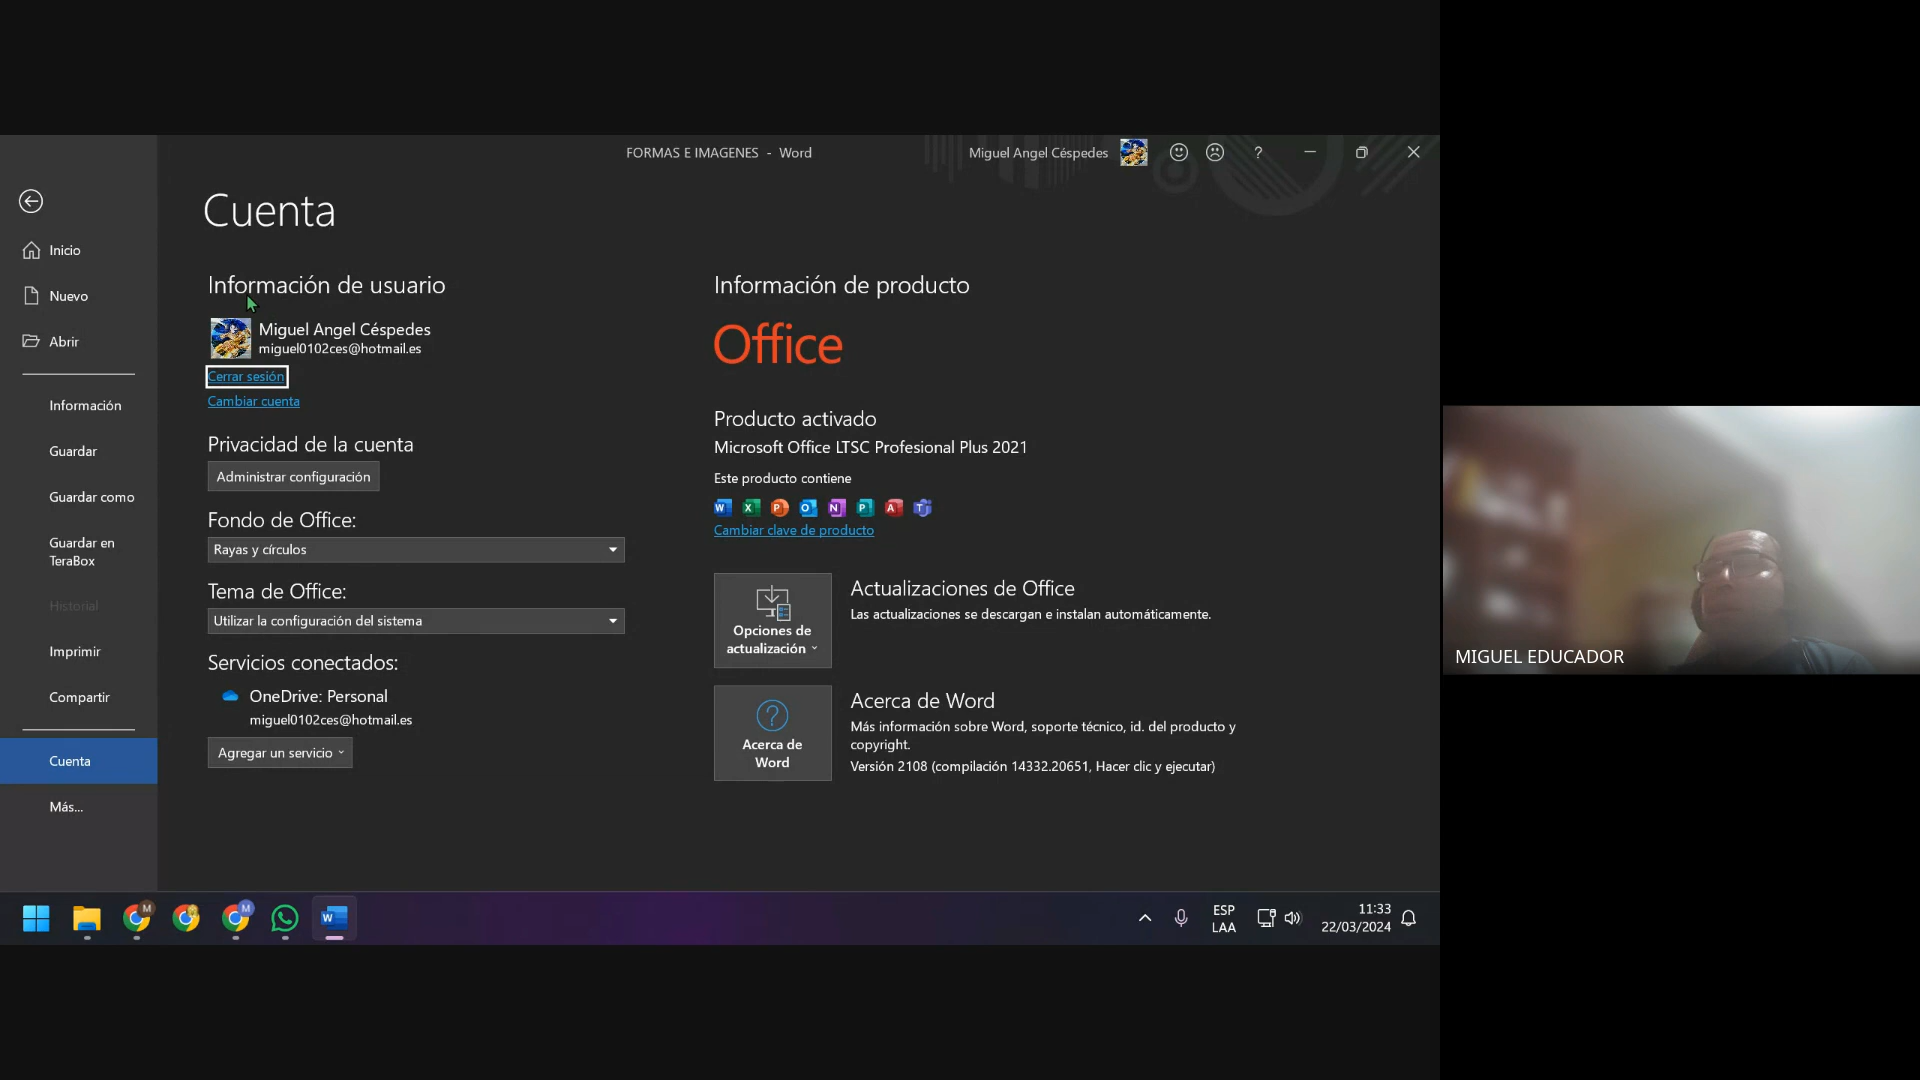 FORMAS E IMAGENES - Word
Miguel Angel Céspedes
?
Cuenta
Inicio
Nuevo
Abrir
Información
Guardar
Guardar como
Guardar en
TeraBox
Historial
Imprimir
Compartir
Cuenta
Más...
Información de usuario
Miguel Angel Céspedes
miguel0102ces@hotmail.es
Cerrar sesión
Cambiar cuenta
Privacidad de la cuenta
Administrar configuración
Fondo de Office:
Rayas y círculos
Tema de Office:
Utilizar la configuración del sistema
Servicios conectados:
OneDrive: Personal
miguel0102ces@hotmail.es
Agregar un servicio
Información de producto
Office
Producto activado
Microsoft Office LTSC Profesional Plus 2021
Este producto contiene
W X P O N P A T
Cambiar clave de producto
Opciones de
actualización
Actualizaciones de Office
Las actualizaciones se descargan e instalan automáticamente.
?
Acerca de
Word
Acerca de Word
Más información sobre Word, soporte técnico, id. del producto y
copyright.
Versión 2108 (compilación 14332.20651, Hacer clic y ejecutar)
MIGUEL EDUCADOR
M
M
W
ESP
LAA
11:33
22/03/2024